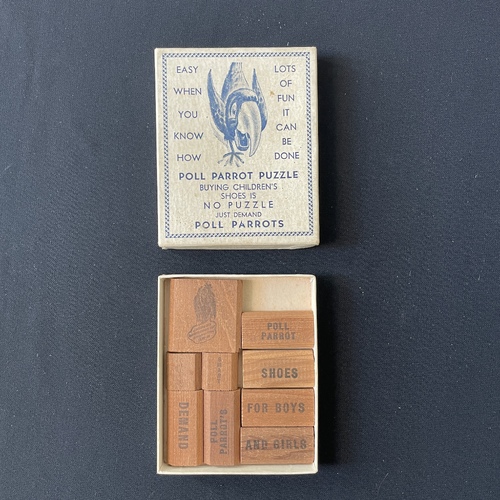 EASY
WHEN
YOU
KNOW
HOW
LOTS
OF
FUN
IT
CAN
BE
DONE
POLL PARROT PUZZLE
BUYING CHILDREN'S
SHOES IS
NO PUZZLE
JUST DEMAND
POLL PARROTS
POLL
PARROT
SHOES
FOR BOYS
AND GIRLS
DEMAND
POLL
PARROT'S